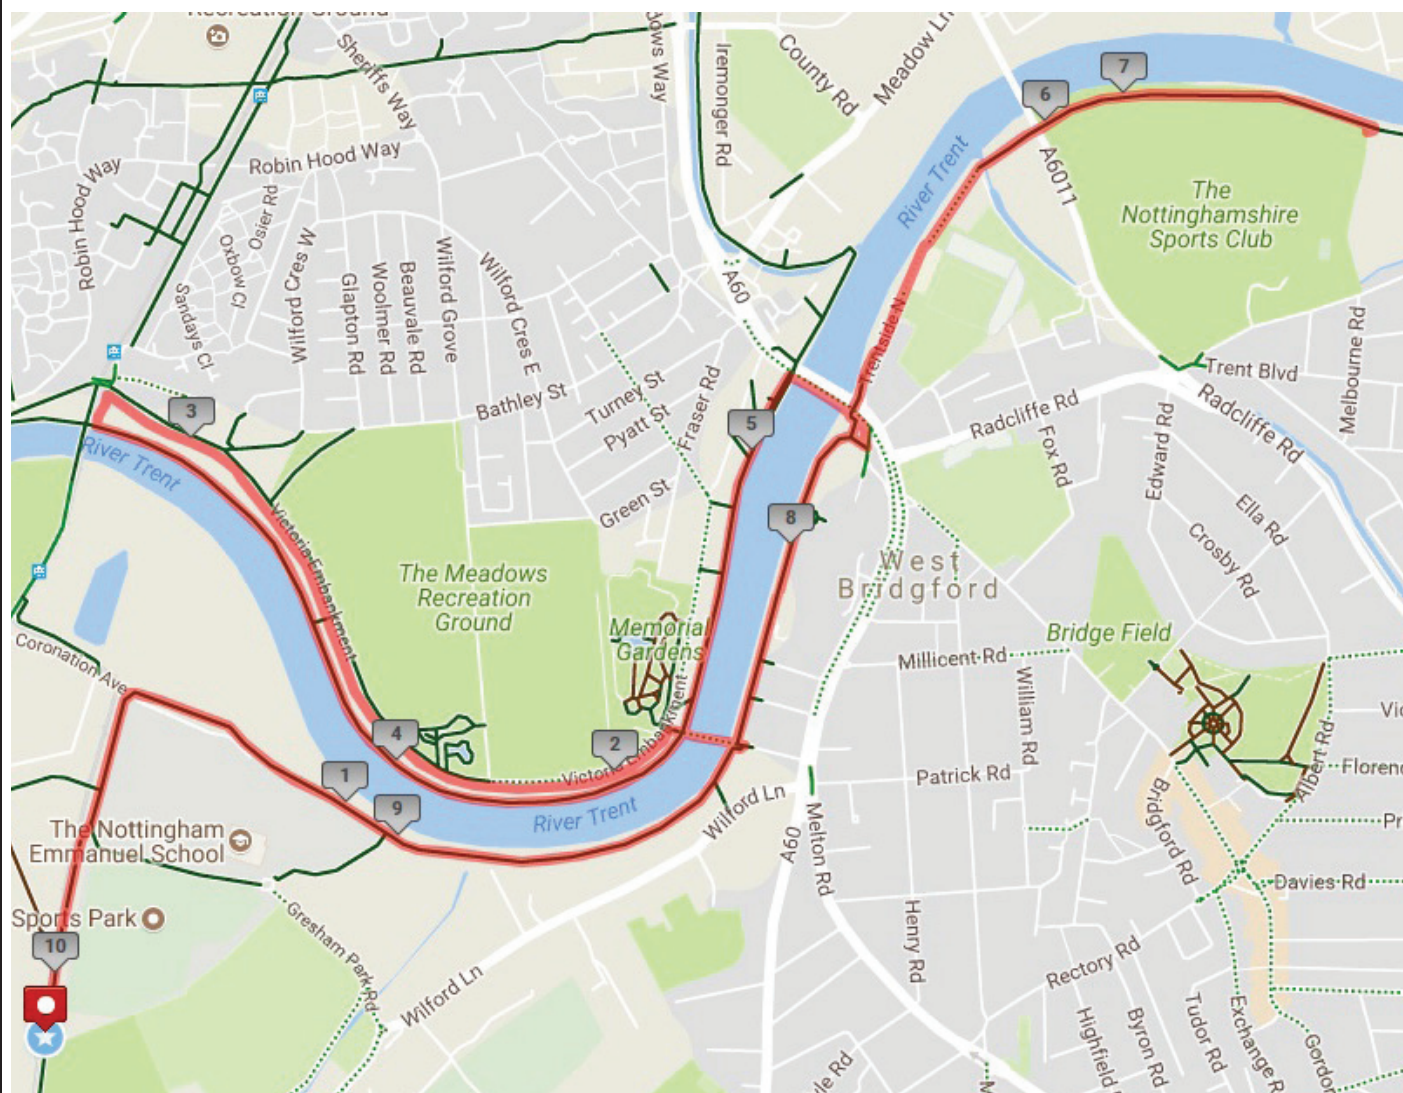 Recreation Ground
Sheriffs Way
Iremonger Rd
County Rd
Meadow Ln
7
6
Robin Hood Way
Robin Hood Way
River Trent
A6011
The
Nottinghamshire
Sports Club
Osier Rd
Oxbow Cl
Wilford Cres W
Glapton Rd
Woolmer Rd
Beauvale Rd
Wilford Grove
Wilford Cres E
A60
Sandays Cl
Trentside N
Melbourne Rd
Trent Blvd
Radcliffe Rd
Radcliffe Rd
Bathley St
Turney St
Pyatt St
Fraser Rd
3
5
River Trent
Fox Rd
Edward Rd
Ella Rd
Crosby Rd
Green St
8
Victoria Embankment
West
Bridgford
The Meadows
Recreation
Ground
Memorial
Gardens
Bridge Field
Coronation Ave
Millicent Rd
William Rd
Albert Rd
Victoria Embankment
4
2
1
9
River Trent
Wilford Ln
Patrick Rd
A60
Melton Rd
Bridgford Rd
The Nottingham
Emmanuel School
Davies Rd
Sports Park
10
Gresham Park Rd
Wilford Ln
Henry Rd
Rectory Rd
Highfield
Byron Rd
Tudor Rd
Exchange R
Gordon